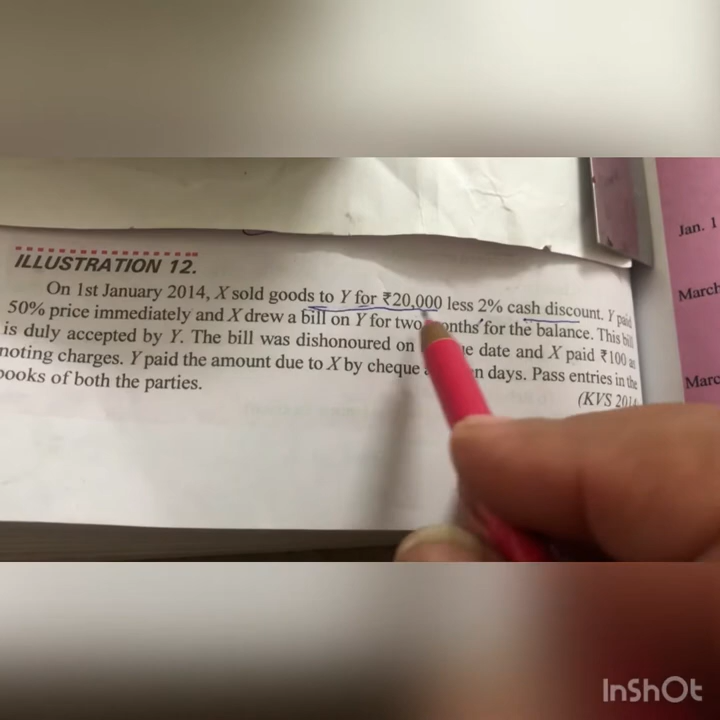 ILLUSTRATION 12.
On 1st January 2014, X sold goods to Y for ₹20,000 less 2% cash discount. Y paid
50% price immediately and X drew a bill on Y for two months for the balance. This bill
is duly accepted by Y. The bill was dishonoured on date and X paid ₹100 as
noting charges. Y paid the amount due to X by cheque days. Pass entries in the
books of both the parties.
(KVS 2014
Jan. 1
March
Marc
InShOt